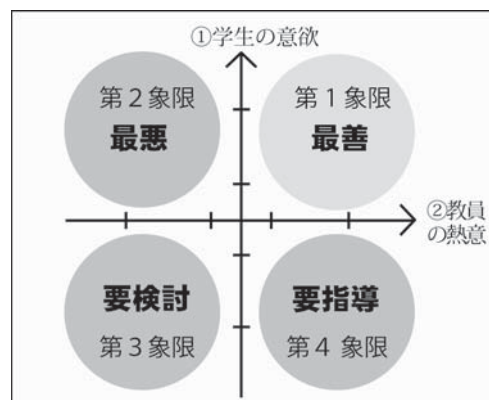 ①学生の意欲
第２象限
最悪
第１象限
最善
②教員
の熱意
要検討
第３象限
要指導
第４象限